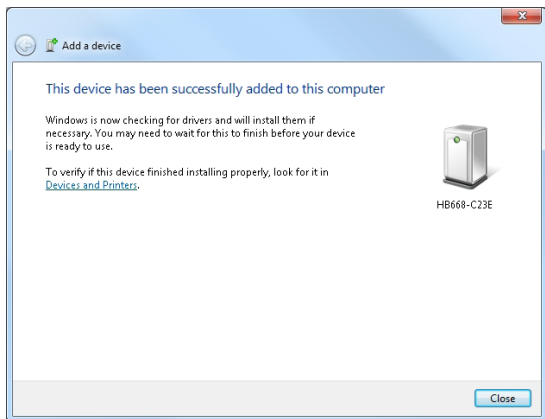 Add a device
This device has been successfully added to this computer
Windows is now checking for drivers and will install them if
necessary. You may need to wait for this to finish before your device
is ready to use.
To verify if this device finished installing properly, look for it in
Devices and Printers.
HB668-C23E
Close